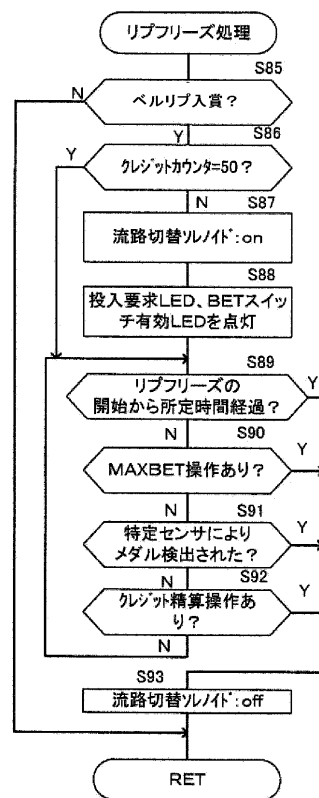 リプフリーズ処理
S85
N
ベルリプ入賞？
Y
S86
Y
クレジットカウンタ=50？
N
S87
流路切替ソレノイド：on
S88
投入要求LED、BETスイッ
チ有効LEDを点灯
S89
リプフリーズの
開始から所定時間経過？
Y
N
S90
MAXBET操作あり？
Y
N
S91
特定センサにより
メダル検出された？
Y
N
S92
クレジット精算操作あ
り？
Y
N
S93
流路切替ソレノイド：off
RET